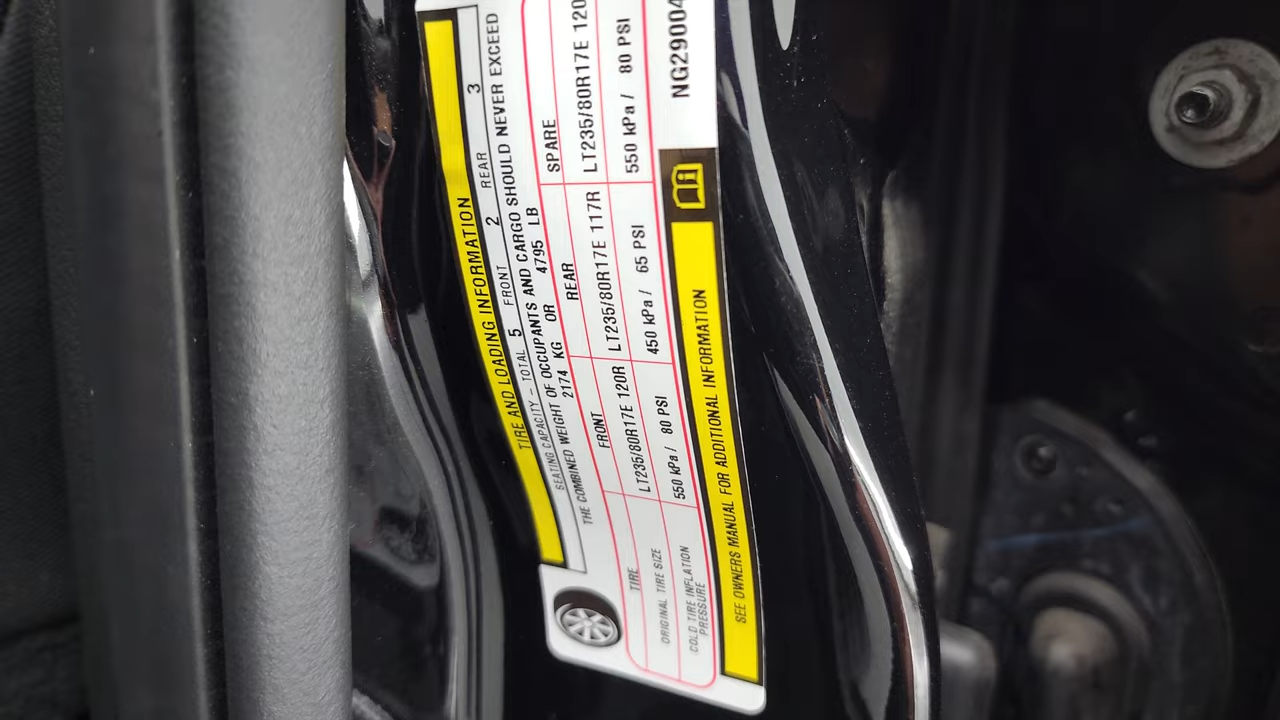 TIRE AND LOADING INFORMATION
SEATING CAPACITY - TOTAL 5 FRONT 2 REAR 3
THE COMBINED WEIGHT OF OCCUPANTS AND CARGO SHOULD NEVER EXCEED
2174 KG OR 4795 LB
TIRE FRONT REAR SPARE
ORIGINAL TIRE SIZE LT235/80R17E 120R LT235/80R17E 117R LT235/80R17E 120
COLD TIRE INFLATION PRESSURE 550 kPa / 80 PSI 450 kPa / 65 PSI 550 kPa / 80 PSI
SEE OWNERS MANUAL FOR ADDITIONAL INFORMATION
NG29004